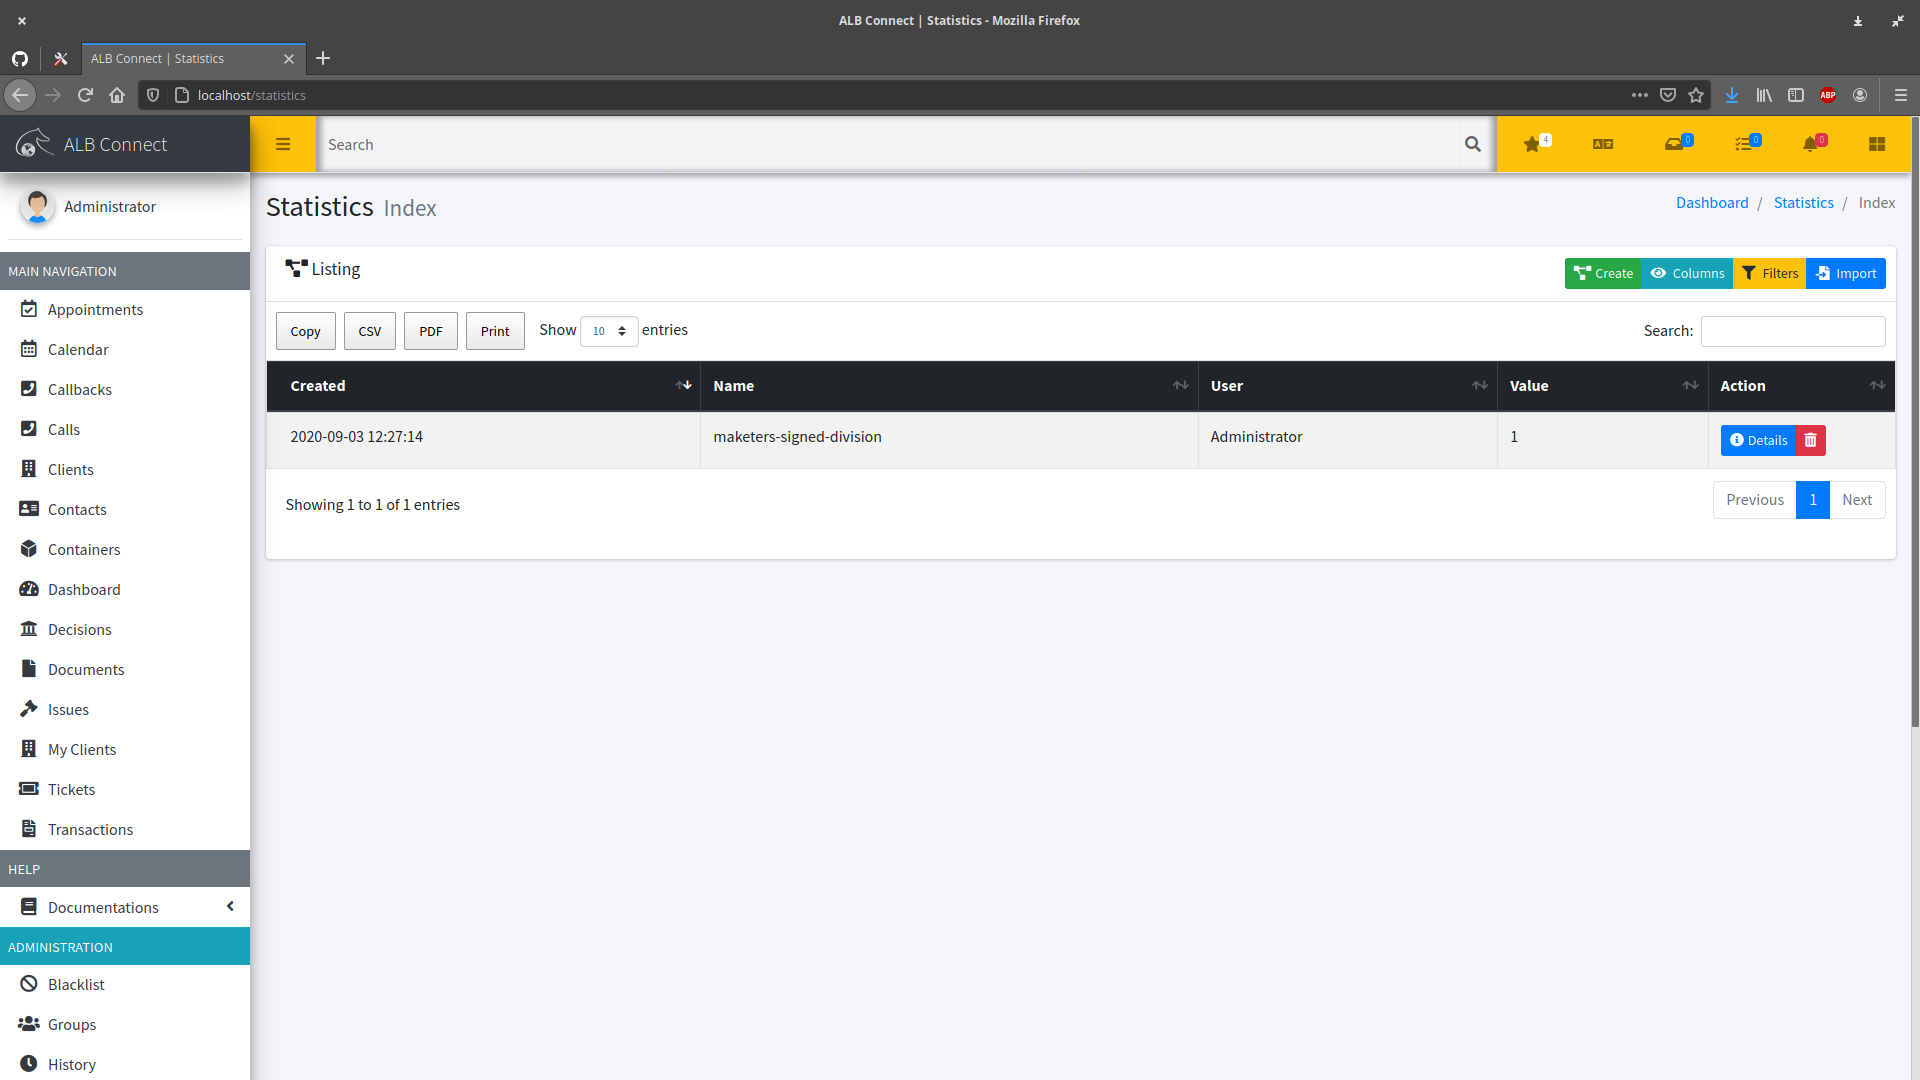 ALB Connect | Statistics - Mozilla Firefox
ALB Connect | Statistics
localhost/statistics
ABP
ALB Connect
Search
4
0
0
0
Administrator
Statistics Index
Dashboard / Statistics / Index
MAIN NAVIGATION
Appointments
Calendar
Callbacks
Calls
Clients
Contacts
Containers
Dashboard
Decisions
Documents
Issues
My Clients
Tickets
Transactions
HELP
Documentations
ADMINISTRATION
Blacklist
Groups
History
Listing
Create Columns Filters Import
Copy CSV PDF Print Show 10 entries Search:
Created Name User Value Action
2020-09-03 12:27:14 maketers-signed-division Administrator 1 Details
Showing 1 to 1 of 1 entries
Previous 1 Next